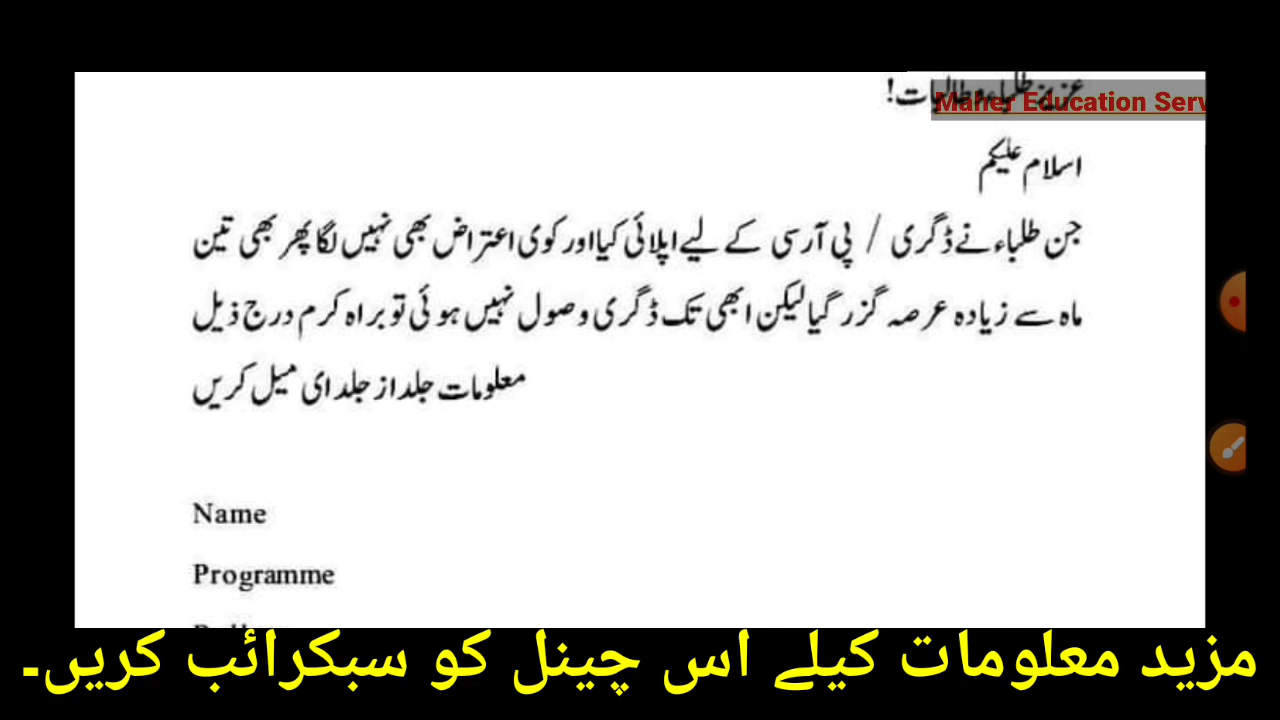 عزیز طلباء و طالبات!
Maher Education Serv
اسلام علیکم
جن طلباء نے ڈگری / پی آر سی کے لیے اپلائی کیا اور کوی اعتراض بھی نہیں لگا پھر بھی تین
ماہ سے زیادہ عرصہ گزر گیا لیکن ابھی تک ڈگری وصول نہیں ہوئی تو براہ کرم درج ذیل
معلومات جلد از جلد ای میل کریں
Name
Programme
مزید معلومات کیلے اس چینل کو سبکرائب کریں۔